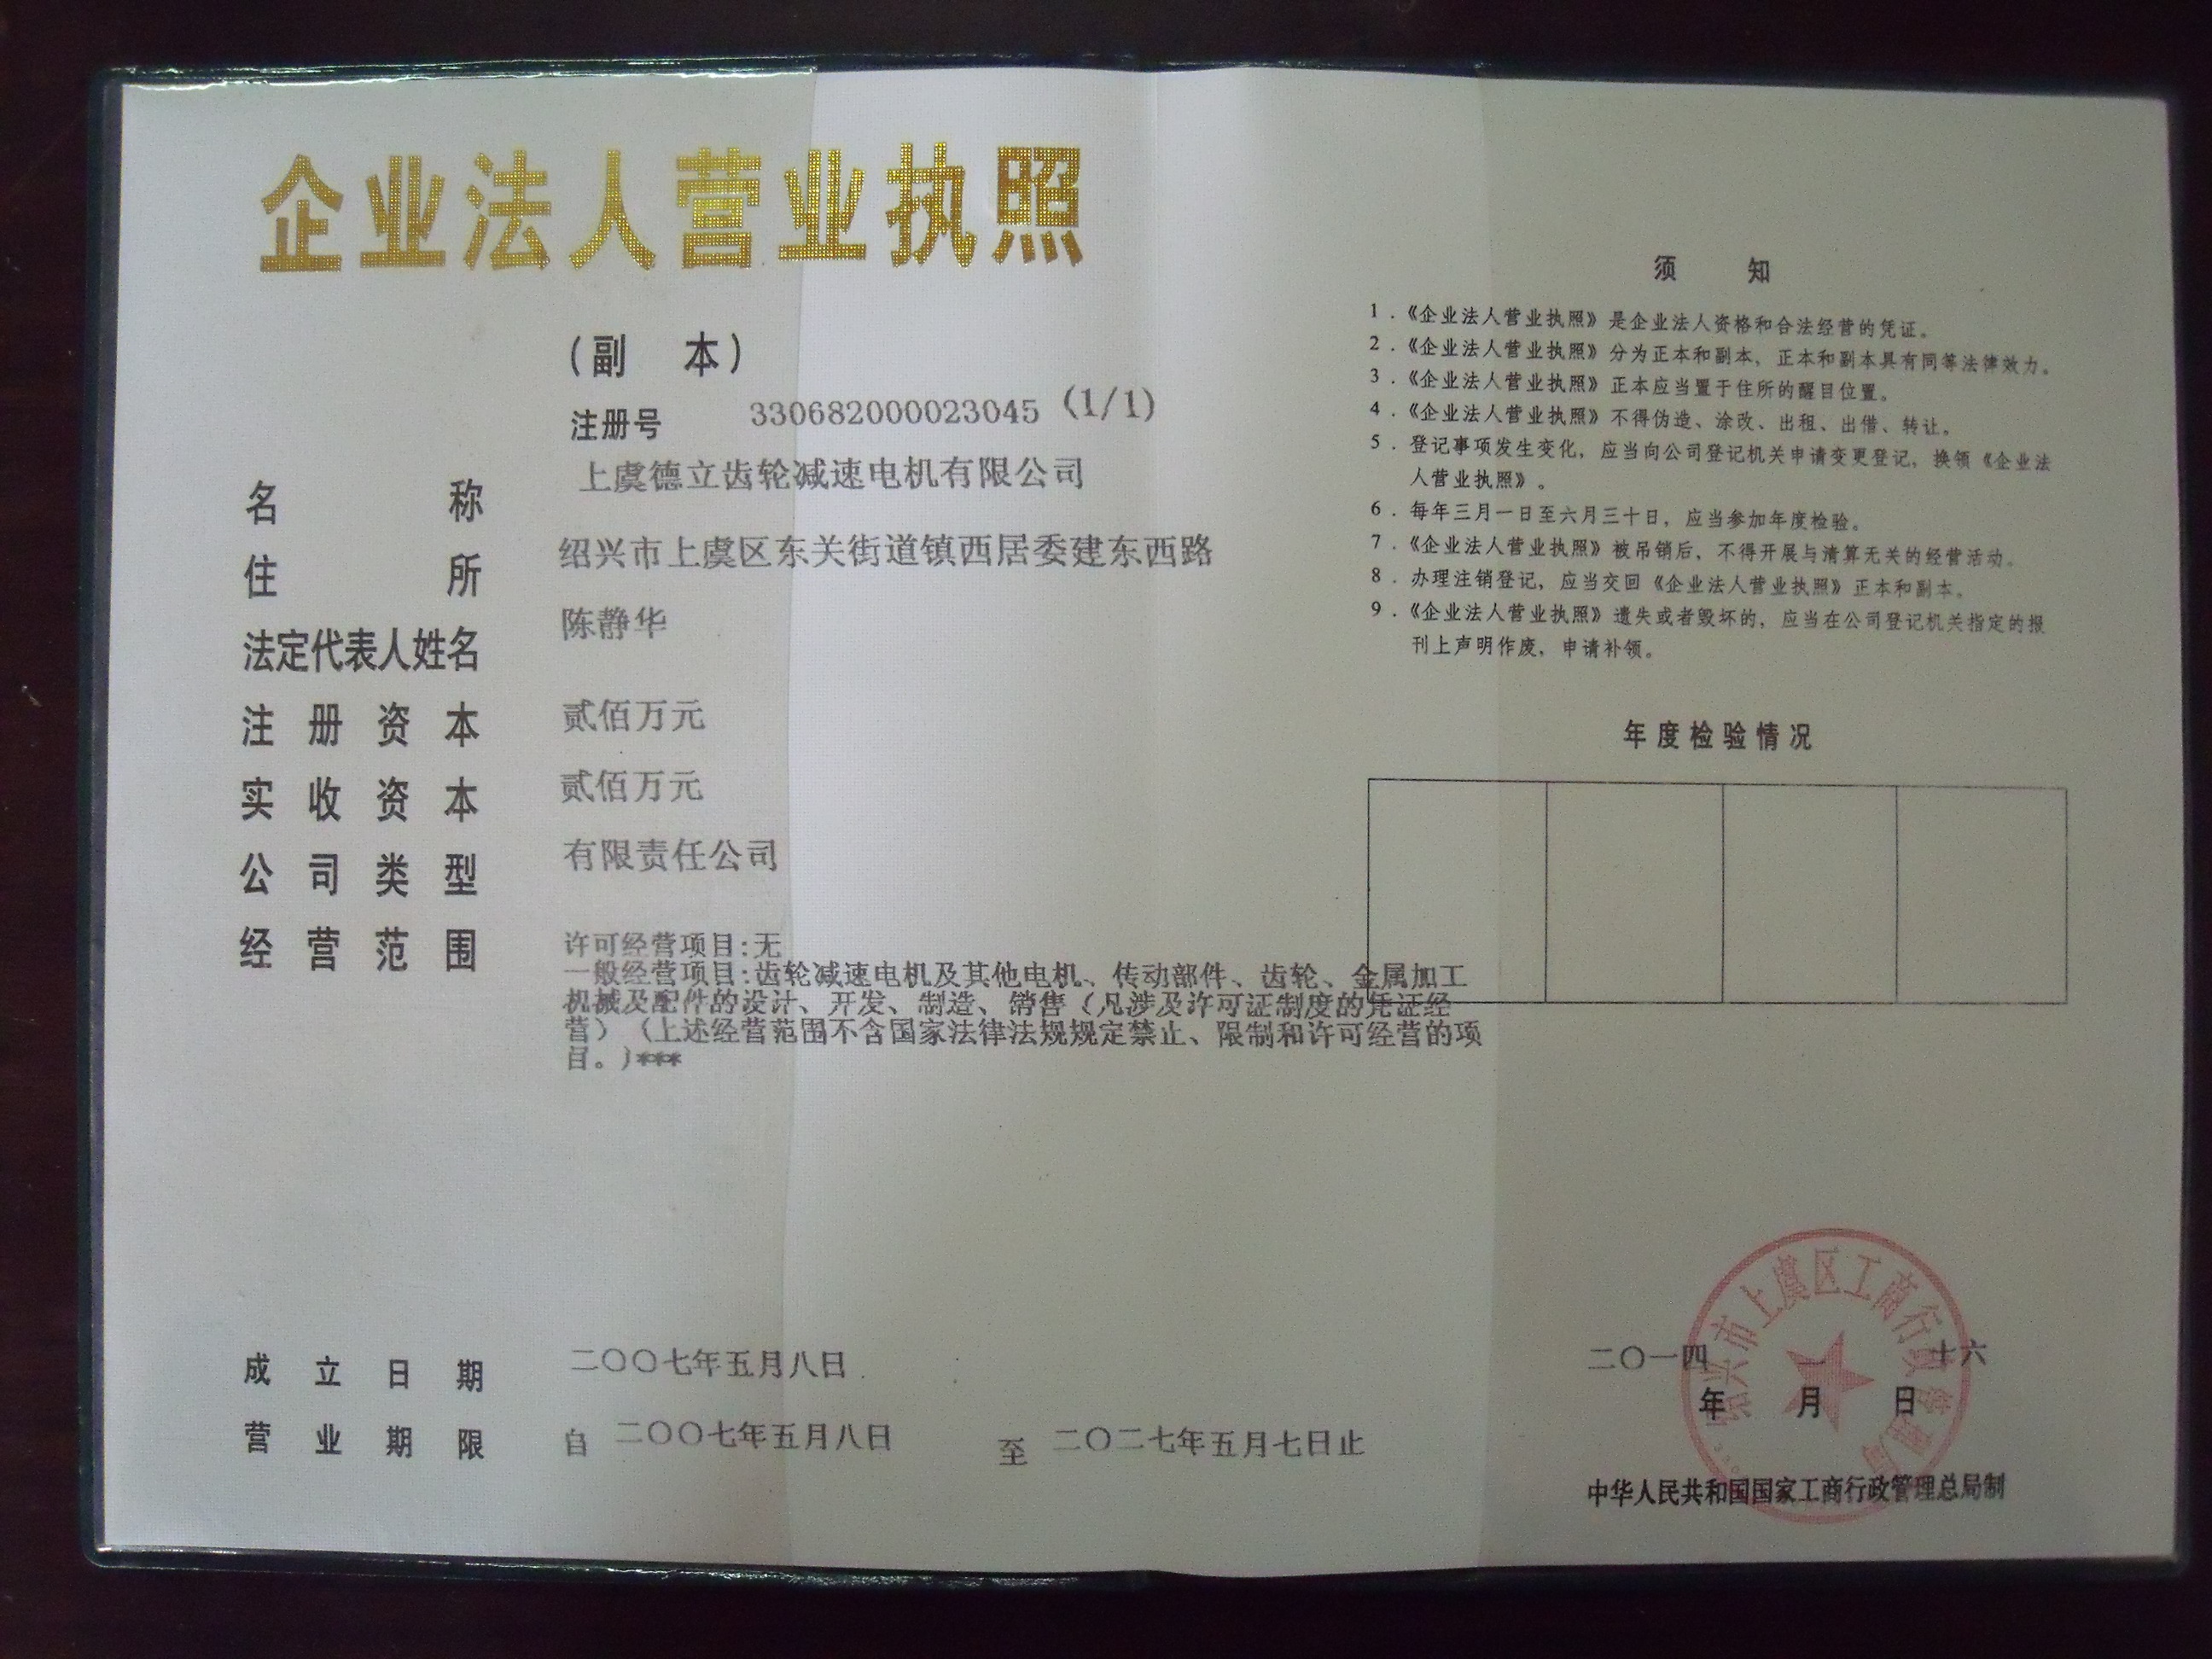 企业法人营业执照
(副 本)
注册号 330682000023045 (1/1)
名 称 上虞德立齿轮减速电机有限公司
住 所 绍兴市上虞区东关街道镇西居委建东西路
法定代表人姓名 陈静华
注册资本 贰佰万元
实收资本 贰佰万元
公司类型 有限责任公司
经营范围 许可经营项目:无
一般经营项目:齿轮减速电机及其他电机、传动部件、齿轮、金属加工
机械及配件的设计、开发、制造、销售(凡涉及许可证制度的凭证经
营)(上述经营范围不含国家法律法规规定禁止、限制和许可经营的项
目。)***
成立日期 二〇〇七年五月八日
营业期限 自 二〇〇七年五月八日 至 二〇二七年五月七日止
须 知
1.《企业法人营业执照》是企业法人资格和合法经营的凭证。
2.《企业法人营业执照》分为正本和副本,正本和副本具有同等法律效力。
3.《企业法人营业执照》正本应当置于住所的醒目位置。
4.《企业法人营业执照》不得伪造、涂改、出租、出借、转让。
5.登记事项发生变化,应当向公司登记机关申请变更登记,换领《企业法
人营业执照》。
6.每年三月一日至六月三十日,应当参加年度检验。
7.《企业法人营业执照》被吊销后,不得开展与清算无关的经营活动。
8.办理注销登记,应当交回《企业法人营业执照》正本和副本。
9.《企业法人营业执照》遗失或者毁坏的,应当在公司登记机关指定的报
刊上声明作废,申请补领。
年度检验情况
绍兴市上虞区工商行政管理局
二〇一四 十六
年 月 日
中华人民共和国国家工商行政管理总局制